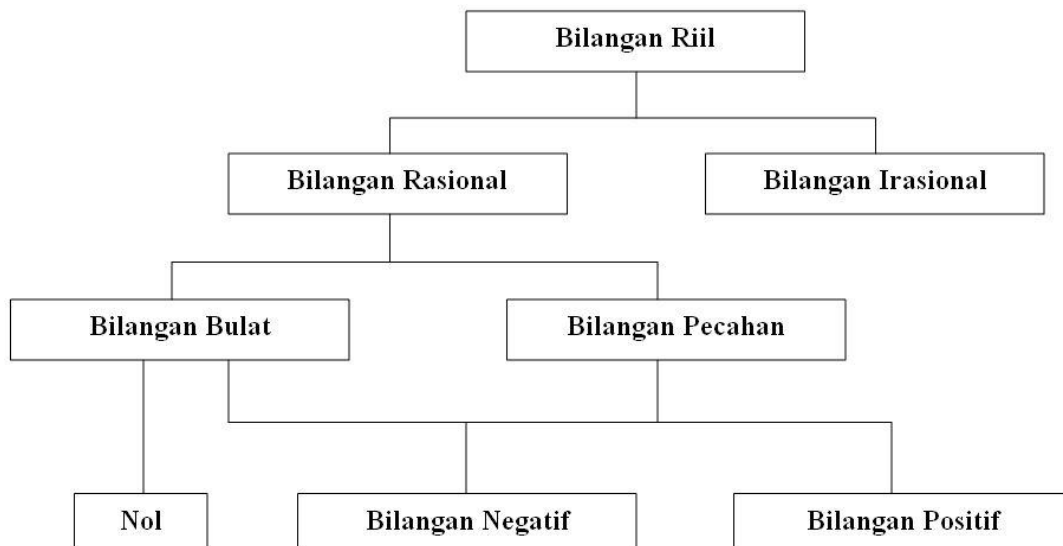 Bilangan Riil
Bilangan Rasional
Bilangan Irasional
Bilangan Bulat
Bilangan Pecahan
Nol
Bilangan Negatif
Bilangan Positif